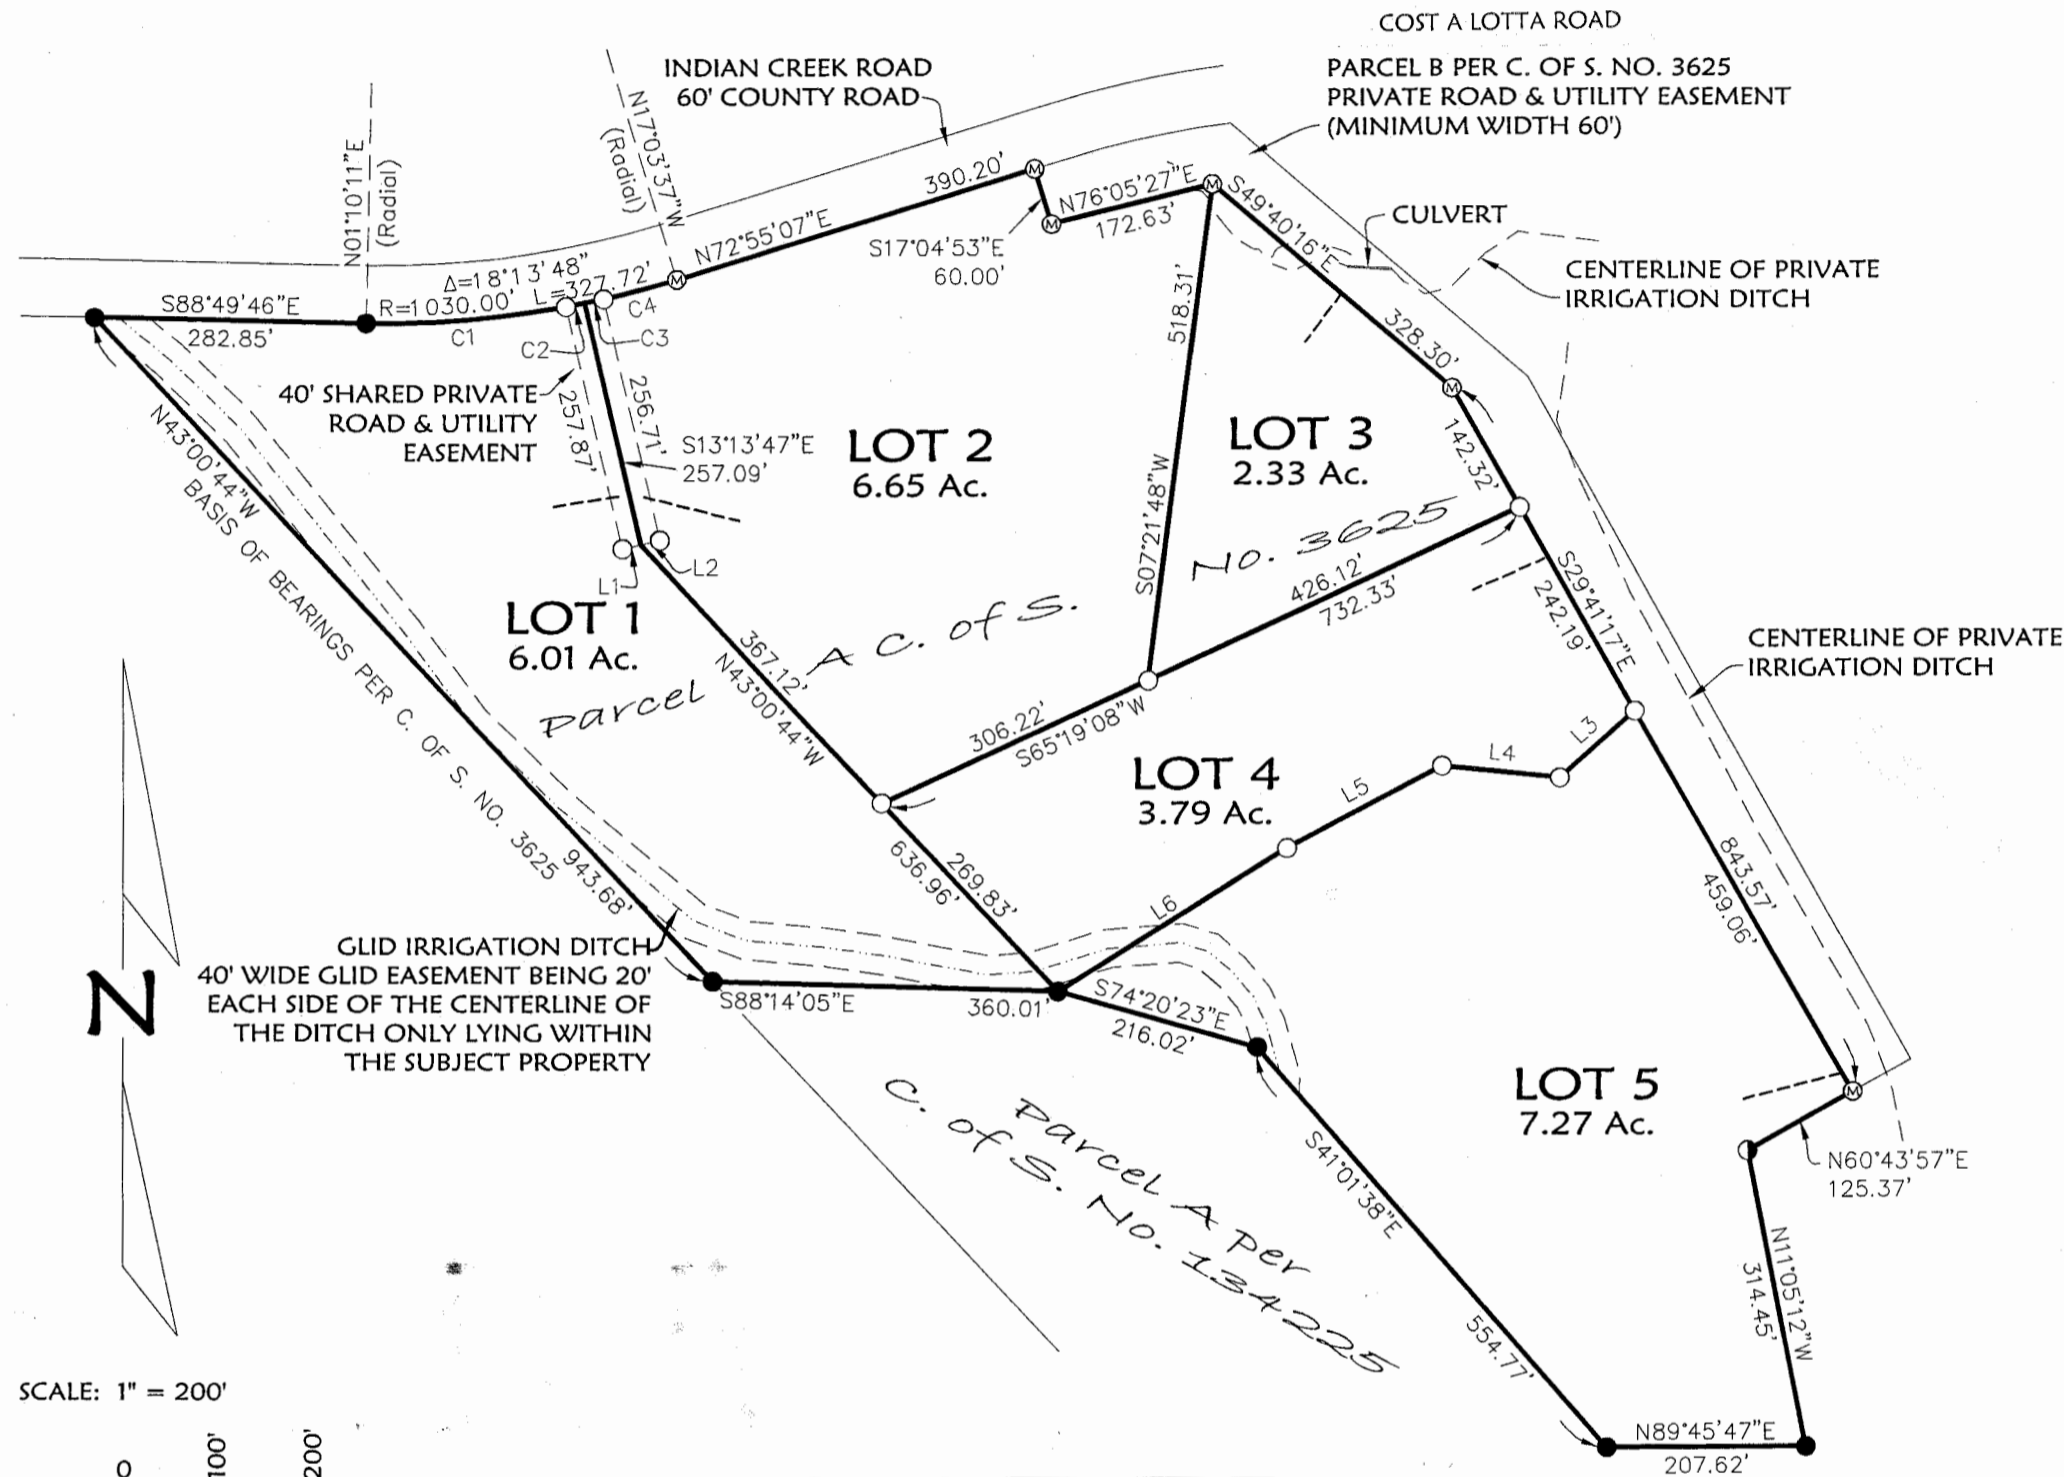 COST A LOTTA ROAD
PARCEL B PER C. OF S. NO. 3625
PRIVATE ROAD & UTILITY EASEMENT
(MINIMUM WIDTH 60')
INDIAN CREEK ROAD
60' COUNTY ROAD
N01°10'11"E
(Radial)
N17°03'37"W
(Radial)
390.20'
N72°55'07"E
M
M
M
M
M
M
S17°04'53"E
60.00'
N76°05'27"E
172.63'
S49°40'16"E
328.30'
CULVERT
CENTERLINE OF PRIVATE
IRRIGATION DITCH
S88°49'46"E
282.85'
Δ=18°13'48"
R=1030.00'
L=327.72'
C1
C2
C3
C4
40' SHARED PRIVATE
ROAD & UTILITY
EASEMENT
257.87'
256.71'
S13°13'47"E
257.09'
LOT 2
6.65 Ac.
518.31'
S07°21'48"W
LOT 3
2.33 Ac.
142.32'
N43°00'44"W
BASIS OF BEARINGS PER C. OF S. NO. 3625
943.68'
L1
L2
LOT 1
6.01 Ac.
Parcel A C. of S. No. 3625
367.12'
N43°00'44"W
426.12'
732.33'
306.22'
S65°19'08"W
S29°41'17"E
242.19'
CENTERLINE OF PRIVATE
IRRIGATION DITCH
LOT 4
3.79 Ac.
L3
L4
L5
L6
269.83'
636.96'
843.57'
459.06'
GLID IRRIGATION DITCH
40' WIDE GLID EASEMENT BEING 20'
EACH SIDE OF THE CENTERLINE OF
THE DITCH ONLY LYING WITHIN
THE SUBJECT PROPERTY
N
S88°14'05"E
360.01'
S74°20'23"E
216.02'
LOT 5
7.27 Ac.
Parcel A Per
C. of S. No. 134225
S41°01'38"E
554.77'
N60°43'57"E
125.37'
N11°05'12"W
314.45'
N89°45'47"E
207.62'
SCALE: 1" = 200'
0
100'
200'